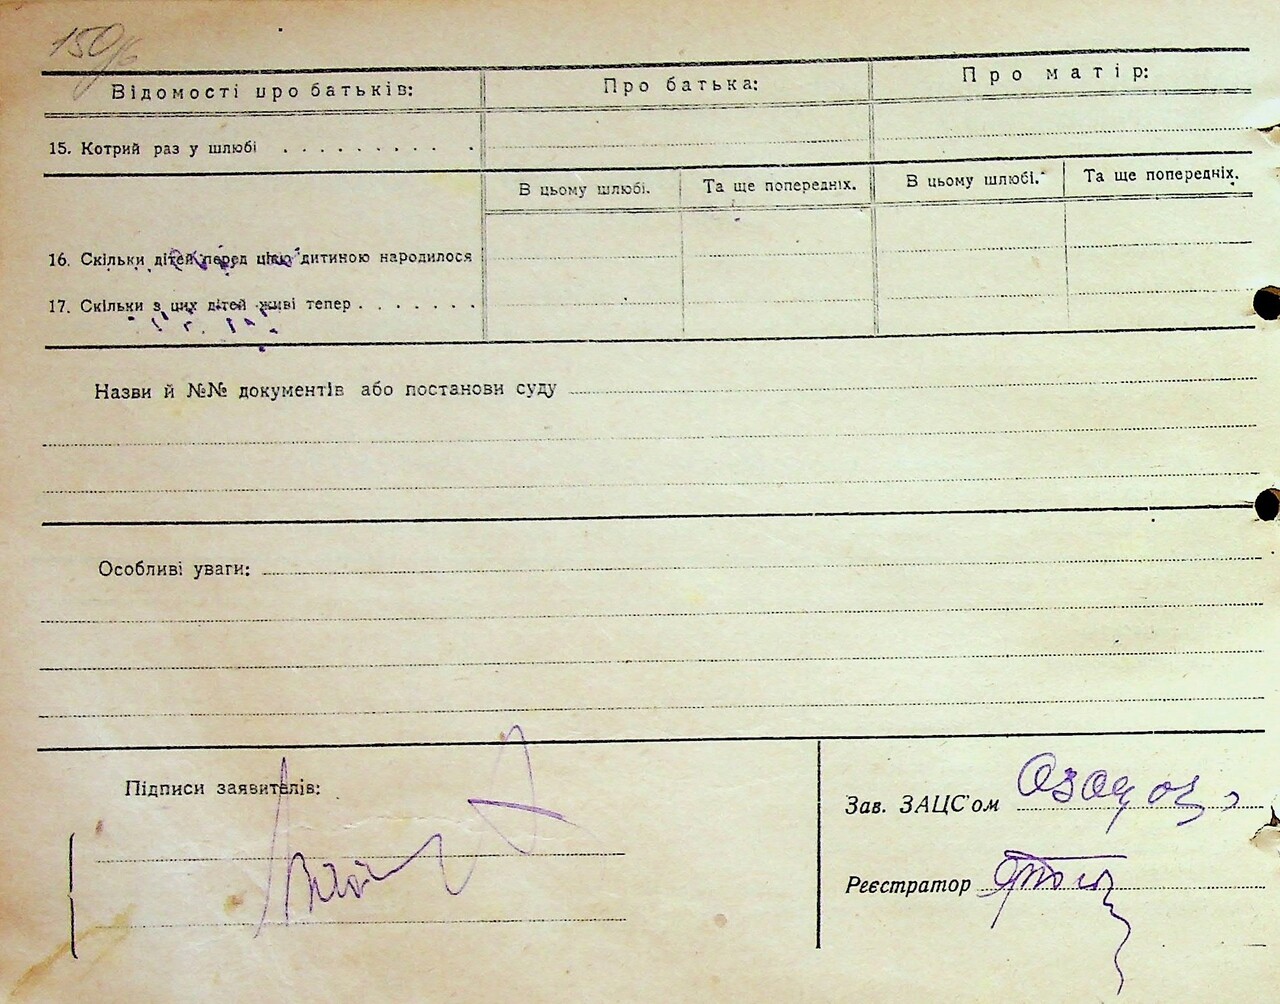 150
Відомості про батьків: Про батька: Про матір:
15. Котрий раз у шлюбі . . . . . . . . . .
В цьому шлюбі. Та ще попередніх. В цьому шлюбі. Та ще попередніх.
16. Скільки дітей перед цією дитиною народилося
17. Скільки з цих дітей живі тепер . . . . . . .
Назви й №№ документів або постанови суду
Особливі уваги:
Підписи заявителів:
Зав. ЗАЦС'ом
Реєстратор